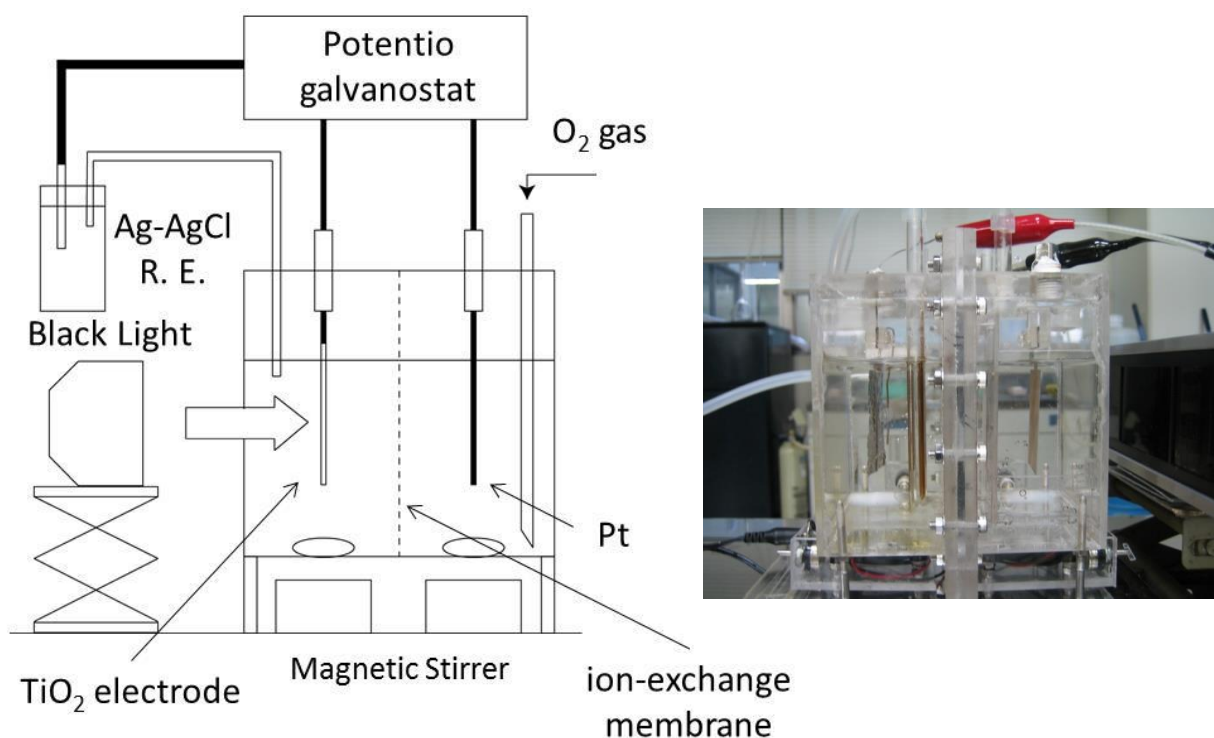 Potentio
galvanostat
O₂ gas
Ag-AgCl
R. E.
Black Light
Pt
TiO₂ electrode
Magnetic Stirrer
ion-exchange
membrane